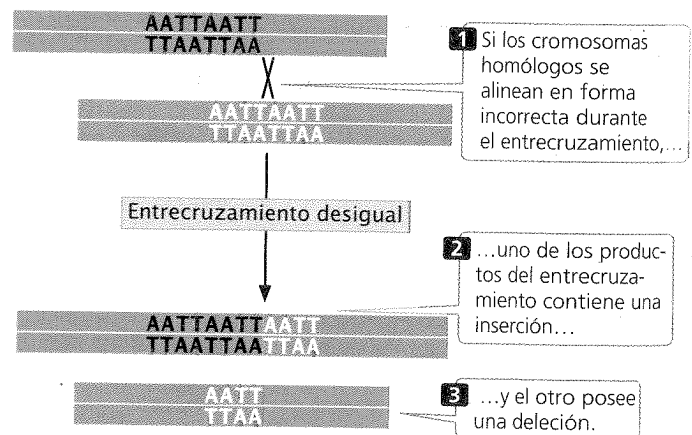 AATTAATT
TTAATTAA
1 Si los cromosomas
homólogos se
alinean en forma
incorrecta durante
el entrecruzamiento,...
AATTAATT
TTAATTAA
Entrecruzamiento desigual
2 ...uno de los produc-
tos del entrecruza-
miento contiene una
inserción...
AATTAATTAATT
TTAATTAATTAA
AATT
TTAA
3 ...y el otro posee
una deleción.